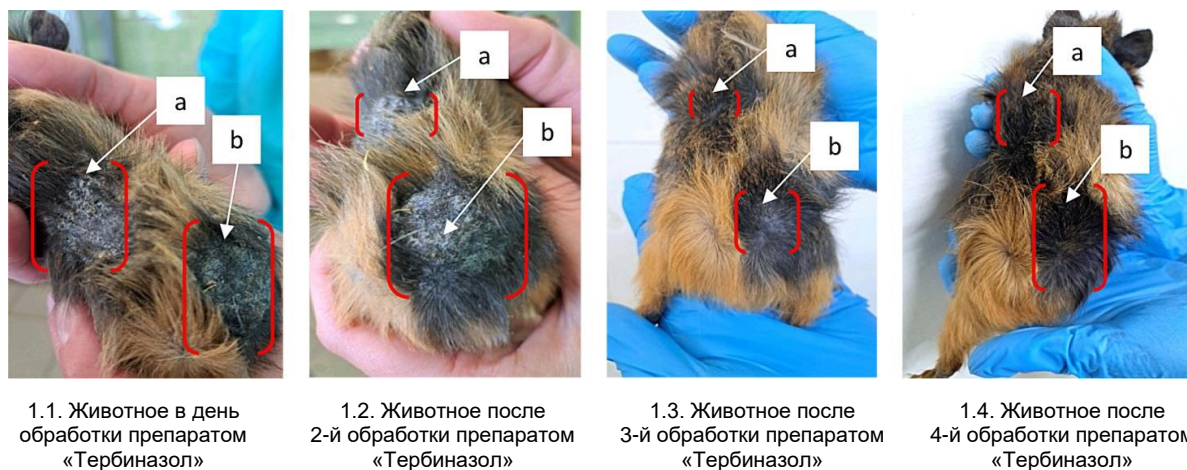 a
b
a
b
a
b
a
b
1.1. Животное в день
обработки препаратом
«Тербиназол»
1.2. Животное после
2-й обработки препаратом
«Тербиназол»
1.3. Животное после
3-й обработки препаратом
«Тербиназол»
1.4. Животное после
4-й обработки препаратом
«Тербиназол»